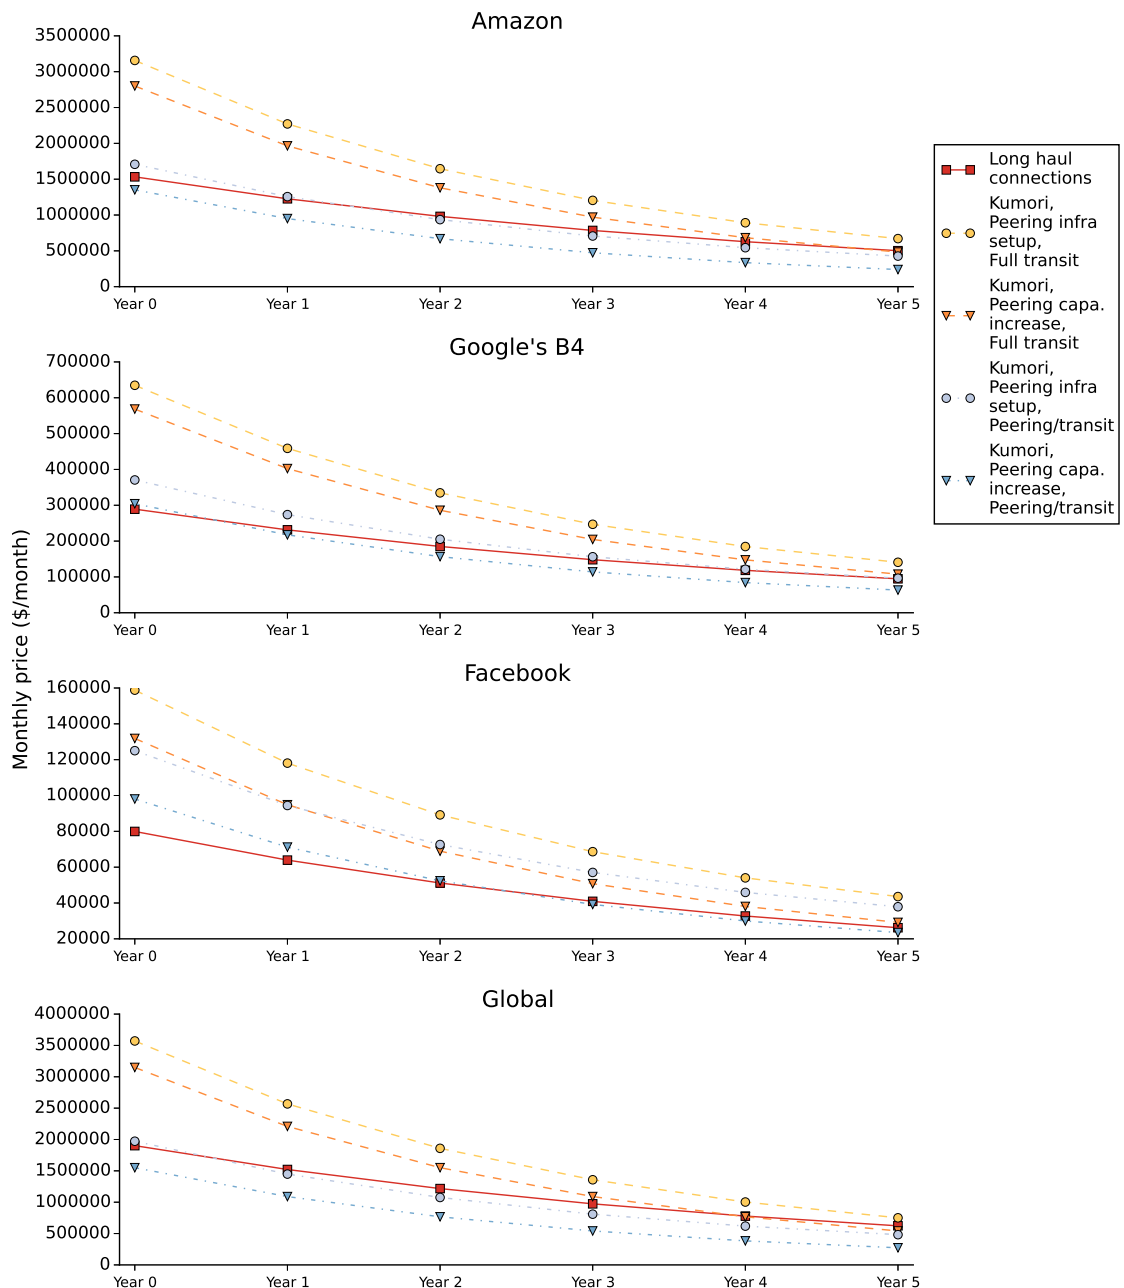 Amazon
3500000
3000000
2500000
2000000
1500000
1000000
500000
0
Year 0
Year 1
Year 2
Year 3
Year 4
Year 5
Long haul
connections
Kumori,
Peering infra
setup,
Full transit
Kumori,
Peering capa.
increase,
Full transit
Kumori,
Peering infra
setup,
Peering/transit
Kumori,
Peering capa.
increase,
Peering/transit
Google's B4
700000
600000
500000
400000
300000
200000
100000
0
Year 0
Year 1
Year 2
Year 3
Year 4
Year 5
Monthly price ($/month)
Facebook
160000
140000
120000
100000
80000
60000
40000
20000
Year 0
Year 1
Year 2
Year 3
Year 4
Year 5
Global
4000000
3500000
3000000
2500000
2000000
1500000
1000000
500000
0
Year 0
Year 1
Year 2
Year 3
Year 4
Year 5